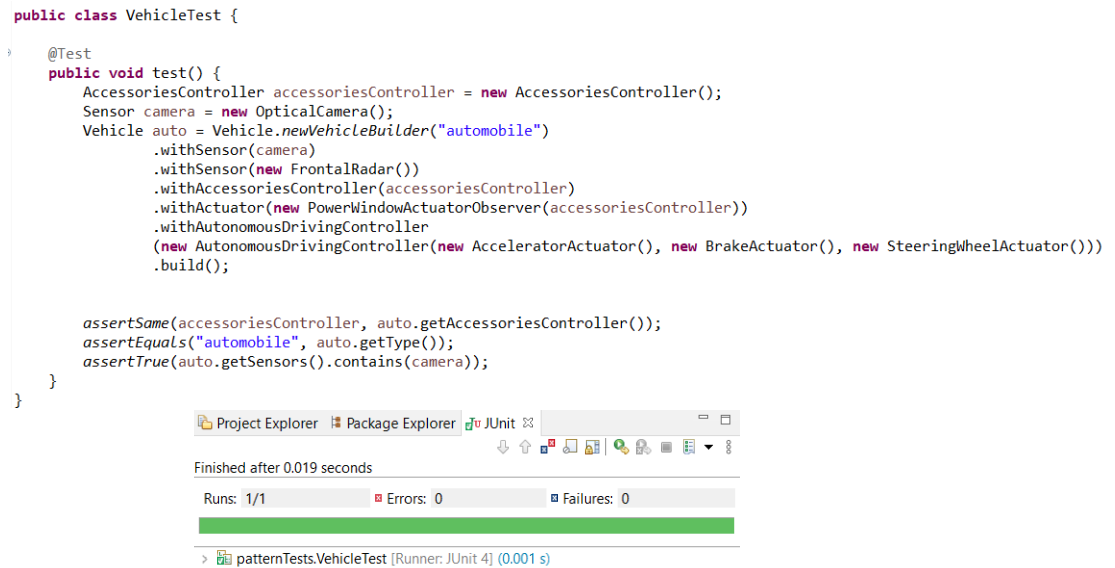 public class VehicleTest {
@Test
public void test() {
AccessoriesController accessoriesController = new AccessoriesController();
Sensor camera = new OpticalCamera();
Vehicle auto = Vehicle.newVehicleBuilder("automobile")
.withSensor(camera)
.withSensor(new FrontalRadar())
.withAccessoriesController(accessoriesController)
.withActuator(new PowerWindowActuatorObserver(accessoriesController))
.withAutonomousDrivingController
(new AutonomousDrivingController(new AcceleratorActuator(), new BrakeActuator(), new SteeringWheelActuator()))
.build();
assertSame(accessoriesController, auto.getAccessoriesController());
assertEquals("automobile", auto.getType());
assertTrue(auto.getSensors().contains(camera));
}
}
Project Explorer Package Explorer JUnit
Finished after 0.019 seconds
Runs: 1/1 Errors: 0 Failures: 0
patternTests.VehicleTest [Runner: JUnit 4] (0.001 s)